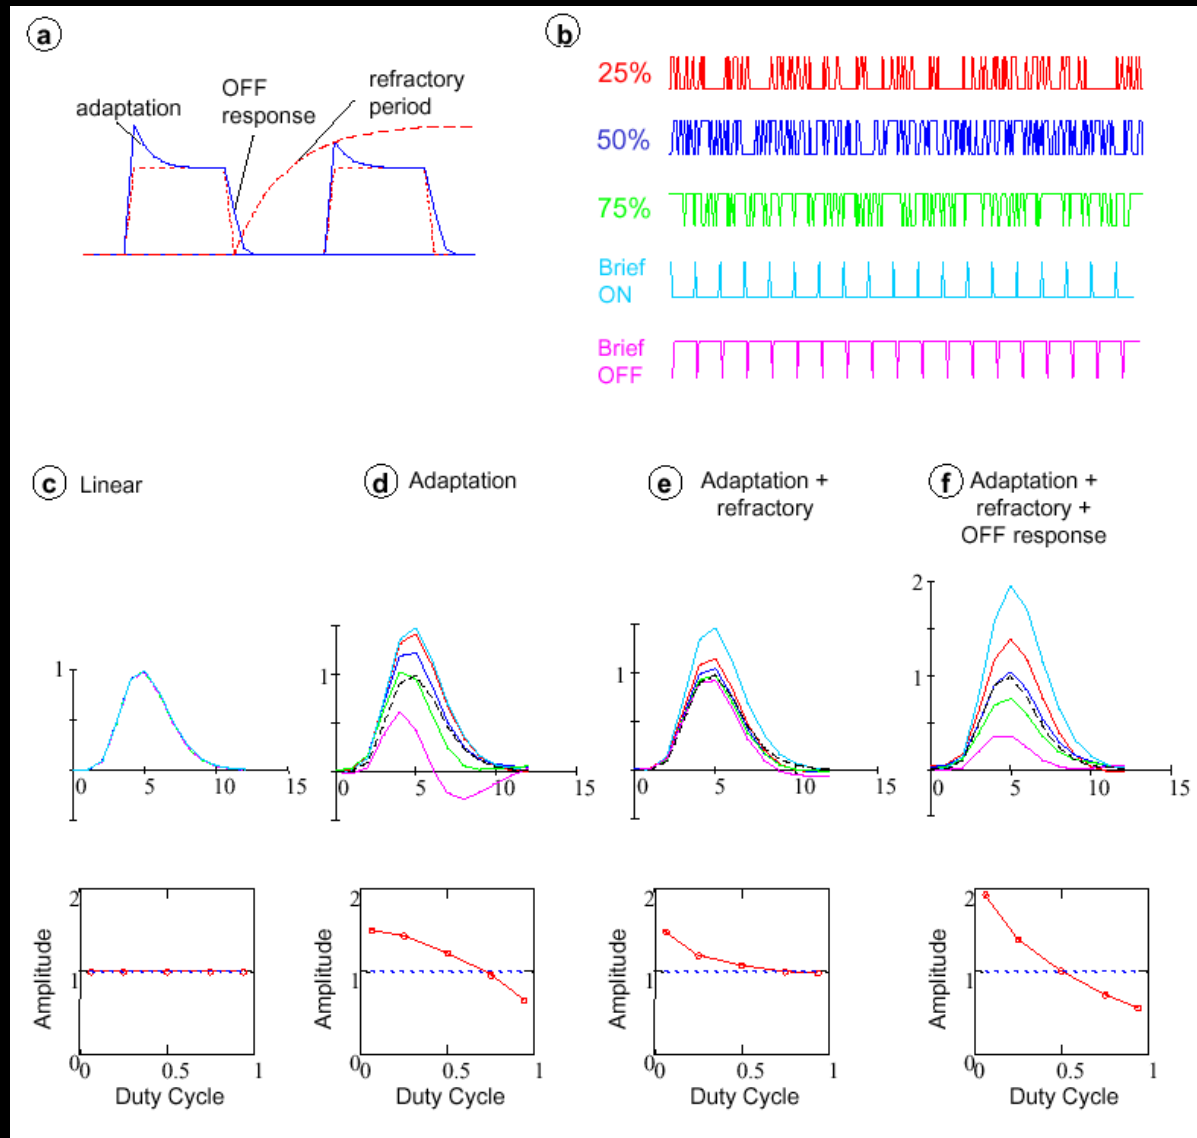 a
adaptation
OFF
response
refractory
period
b
25%
50%
75%
Brief
ON
Brief
OFF
c Linear
1
0 5 10 15
d Adaptation
1
0 5 10 15
e Adaptation +
refractory
1
0 5 10 15
f Adaptation +
refractory +
OFF response
2
1
0 5 10 15
Amplitude
2
1
0
0 0.5 1
Duty Cycle
Amplitude
2
1
0
0 0.5 1
Duty Cycle
Amplitude
2
1
0
0 0.5 1
Duty Cycle
Amplitude
2
1
0
0 0.5 1
Duty Cycle